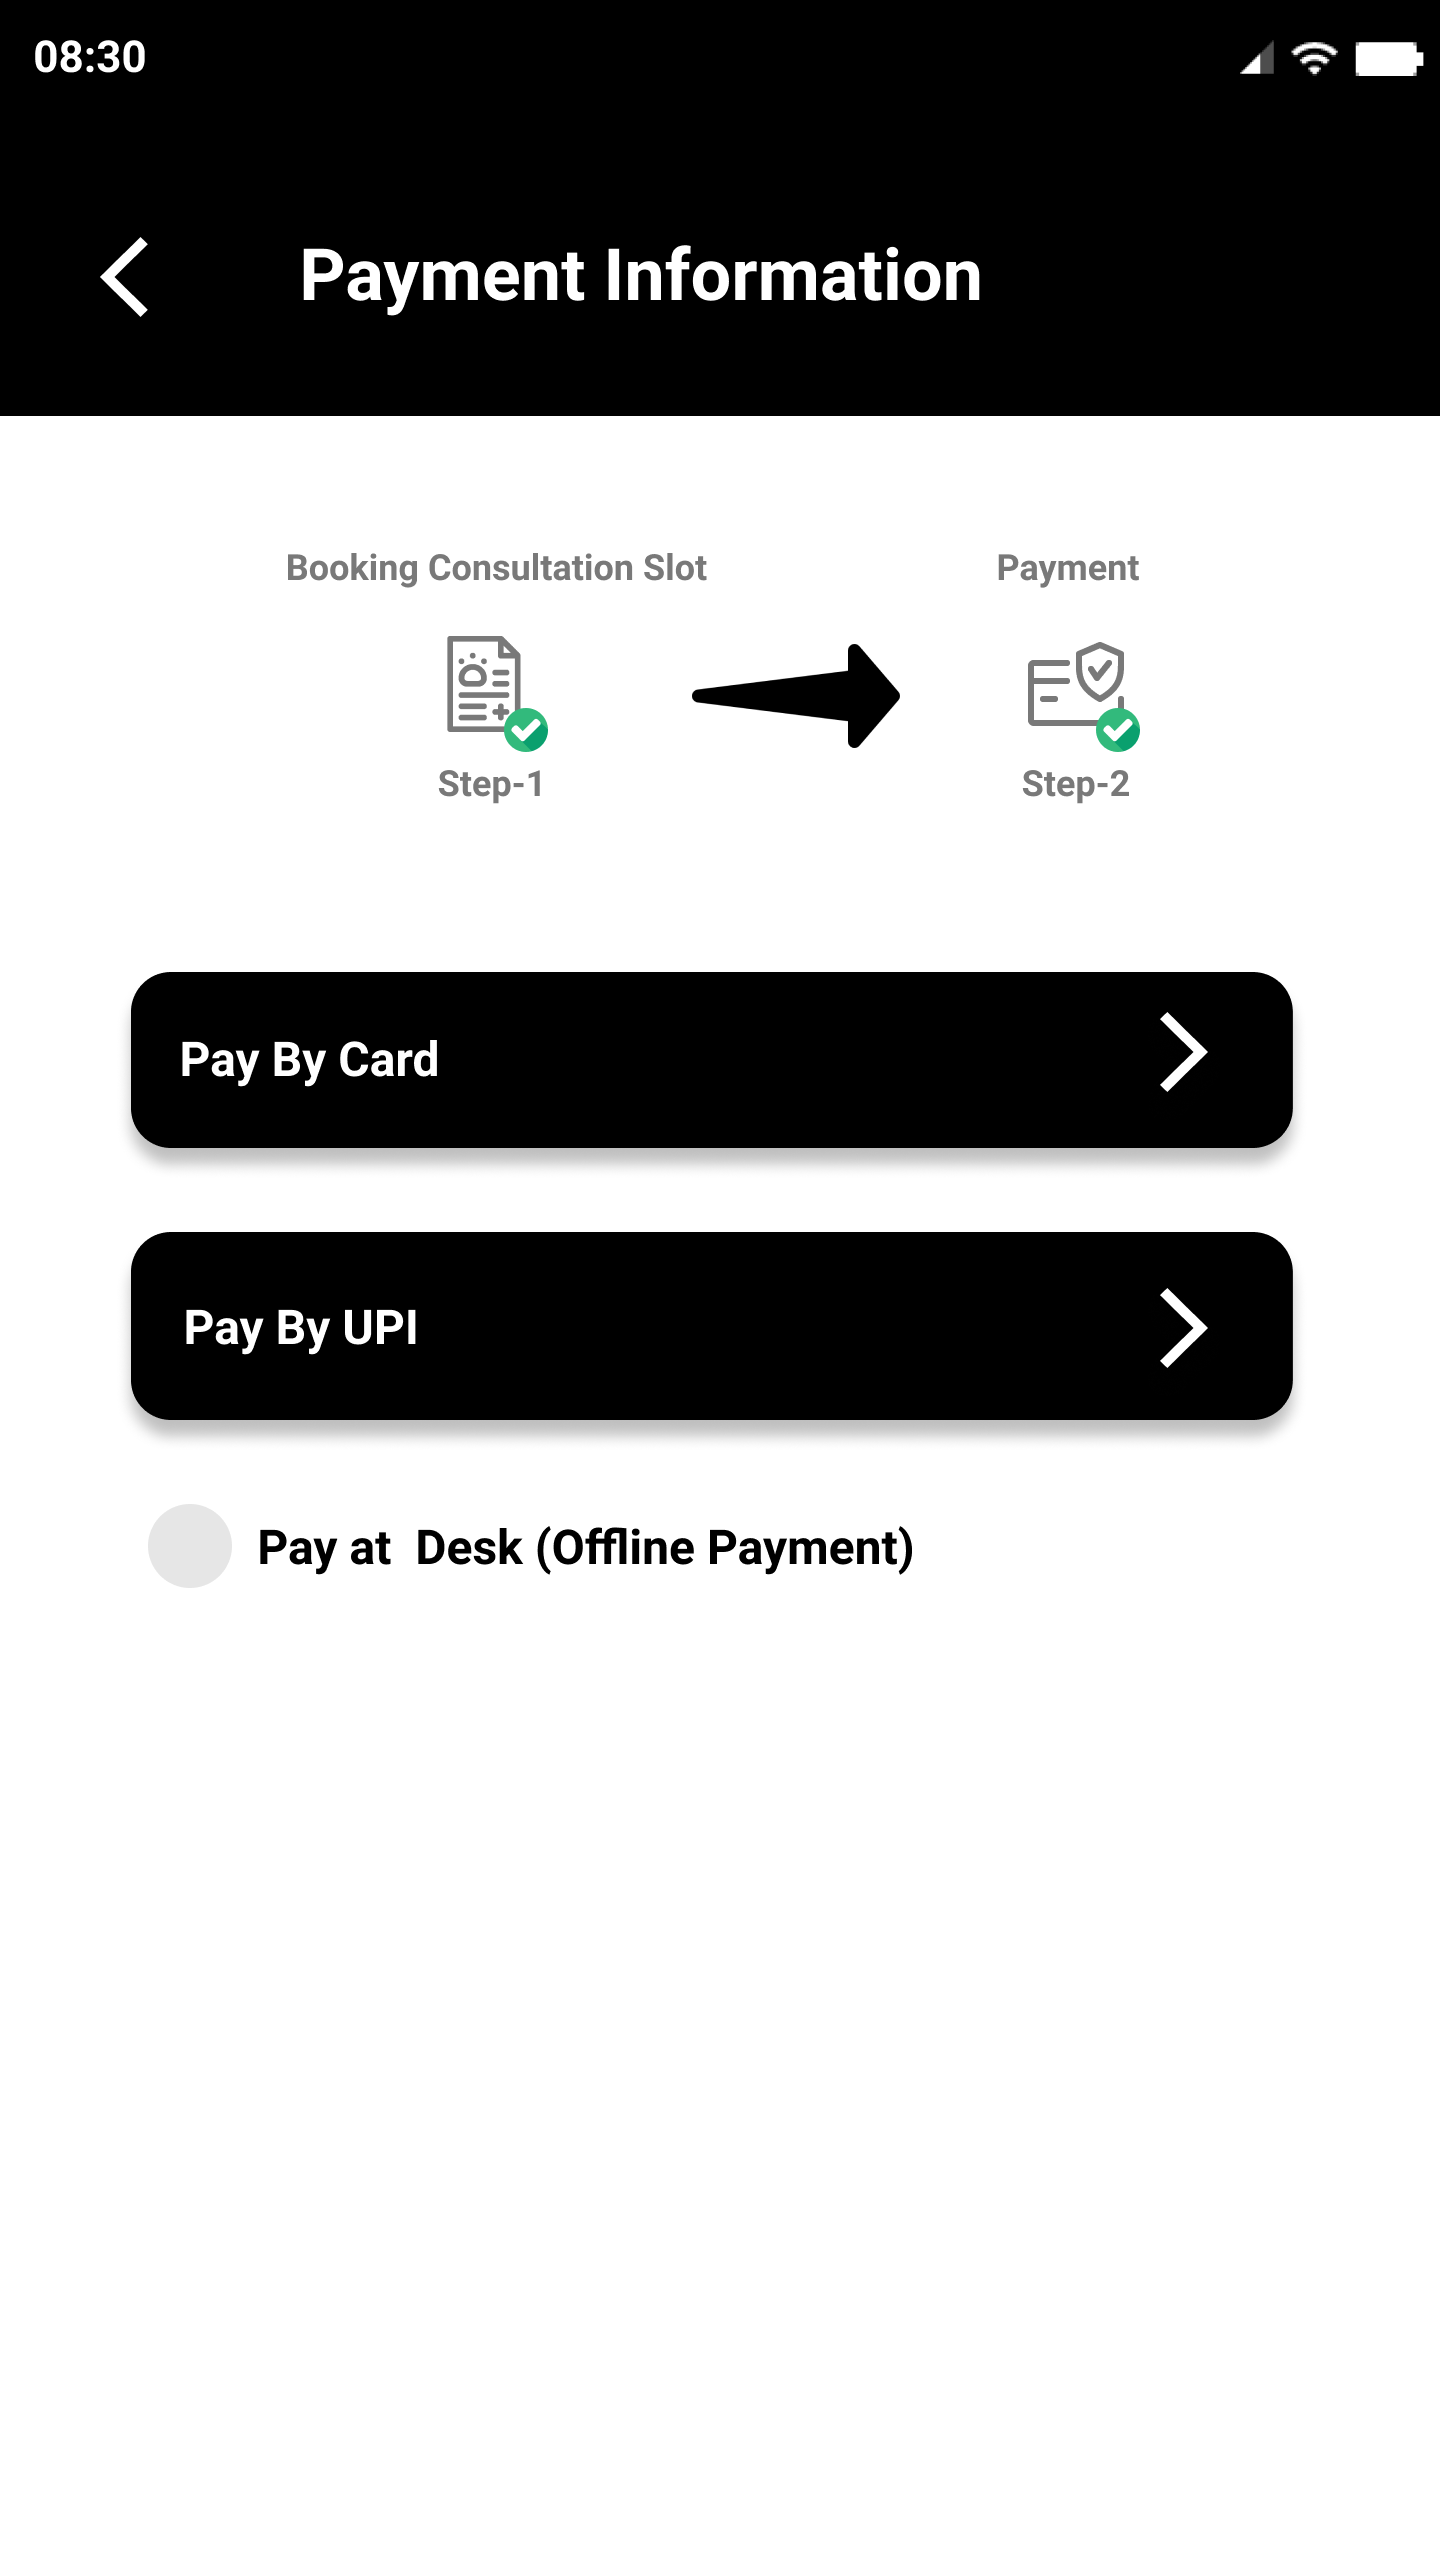 08:30
Payment Information
Booking Consultation Slot
Payment
Step-1
Step-2
Pay By Card
Pay By UPI
Pay at  Desk (Offline Payment)